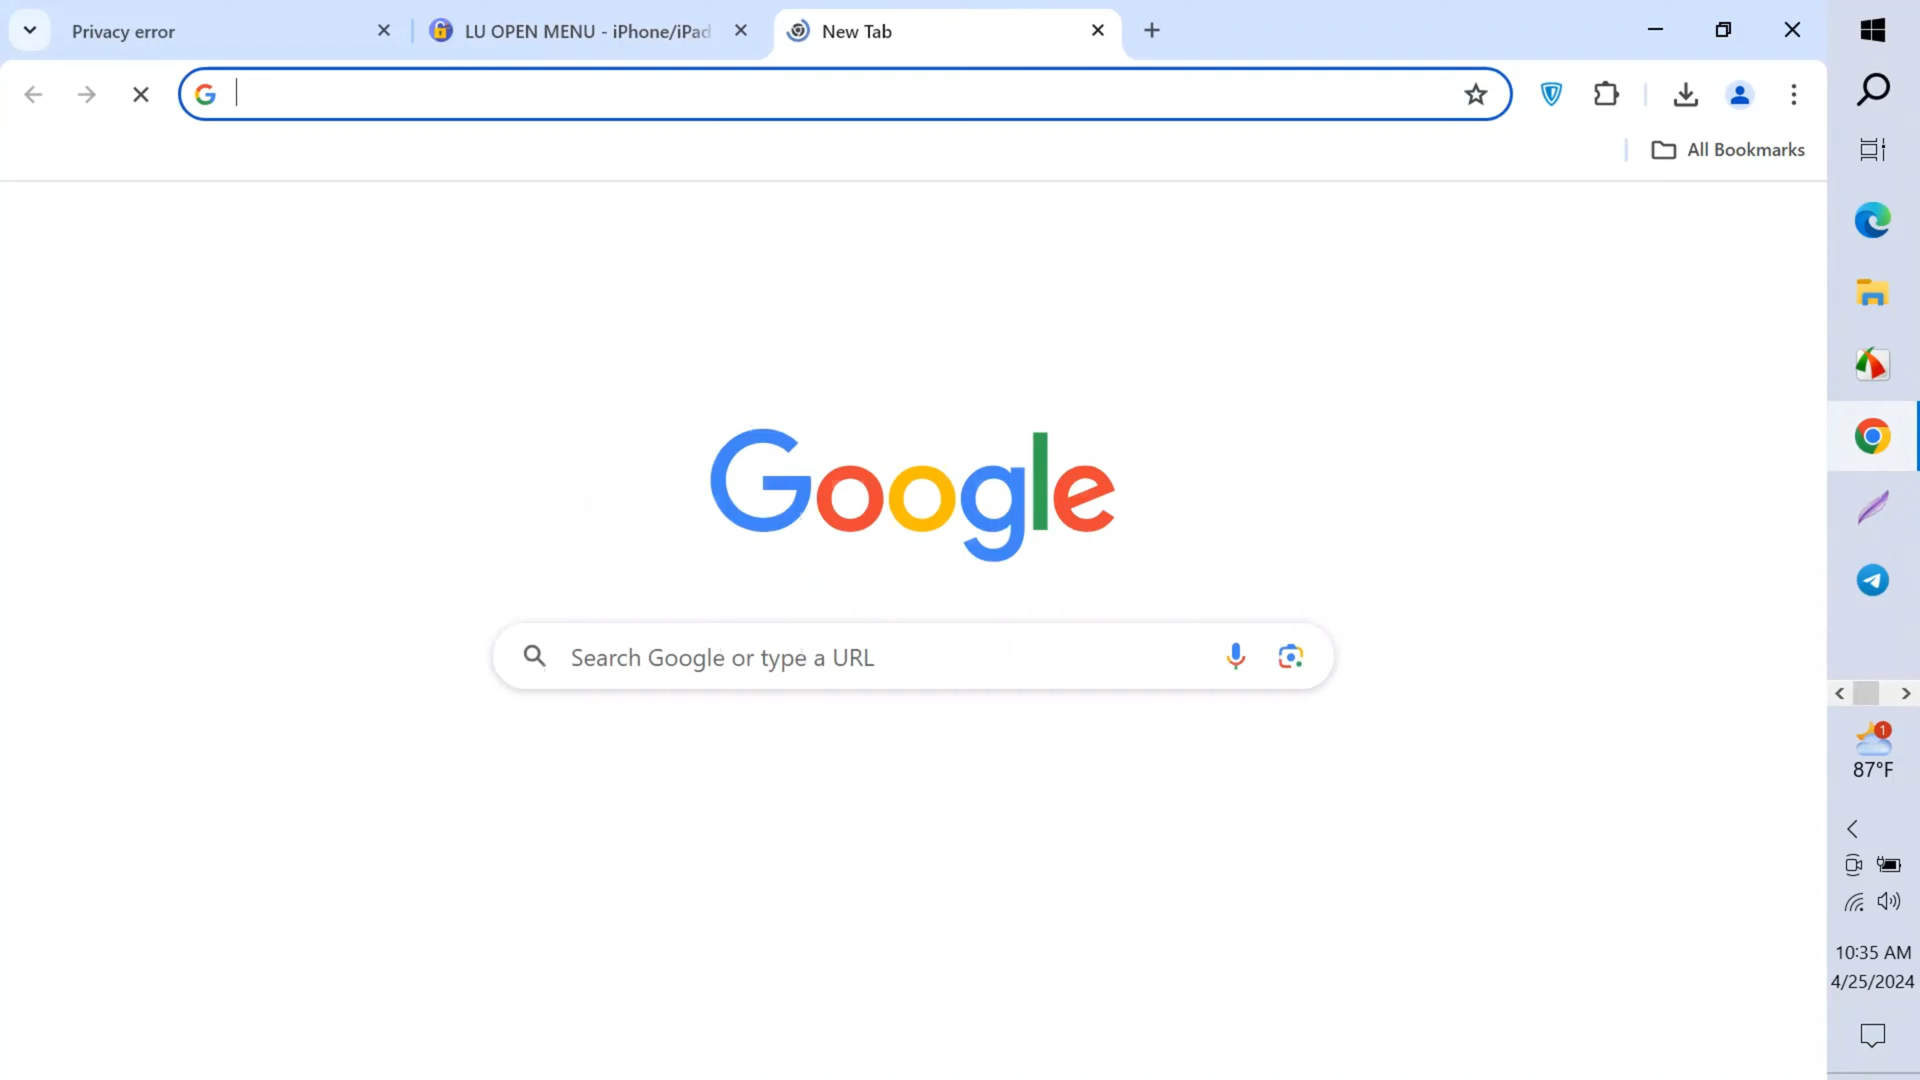 Privacy error
LU OPEN MENU - iPhone/iPad
New Tab
All Bookmarks
Google
Search Google or type a URL
1
87°F
10:35 AM
4/25/2024